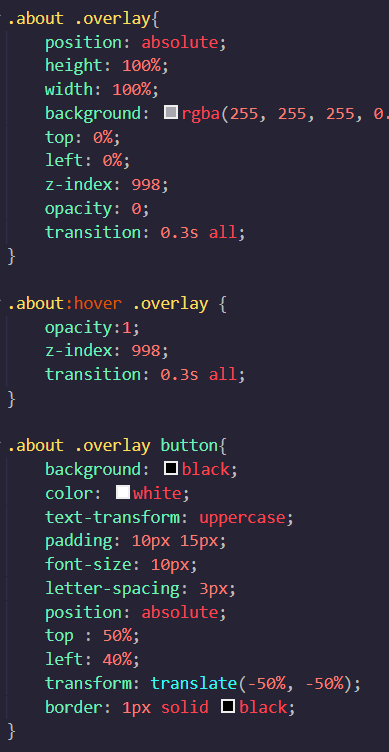 .about .overlay{
position: absolute;
height: 100%;
width: 100%;
background: rgba(255, 255, 255, 0.
top: 0%;
left: 0%;
z-index: 998;
opacity: 0;
transition: 0.3s all;
}
.about:hover .overlay {
opacity:1;
z-index: 998;
transition: 0.3s all;
}
.about .overlay button{
background: black;
color: white;
text-transform: uppercase;
padding: 10px 15px;
font-size: 10px;
letter-spacing: 3px;
position: absolute;
top : 50%;
left: 40%;
transform: translate(-50%, -50%);
border: 1px solid black;
}